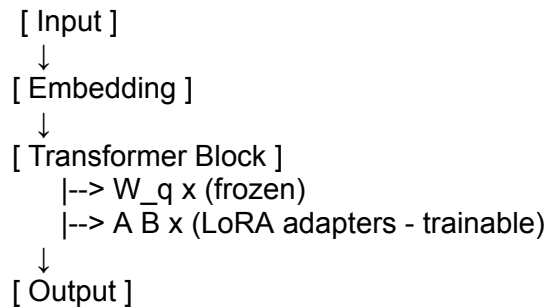 [ Input ]
↓
[ Embedding ]
↓
[ Transformer Block ]
|--> W_q x (frozen)
|--> A B x (LoRA adapters - trainable)
↓
[ Output ]